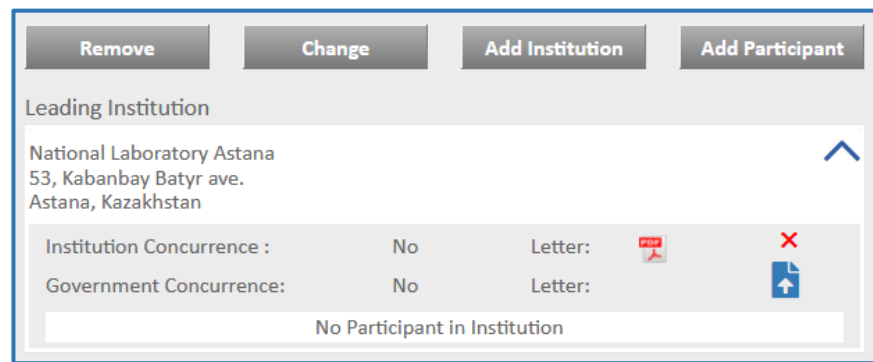 Remove Change Add Institution Add Participant
Leading Institution
National Laboratory Astana
53, Kabanbay Batyr ave.
Astana, Kazakhstan
Institution Concurrence : No Letter: PDF
Government Concurrence: No Letter:
No Participant in Institution